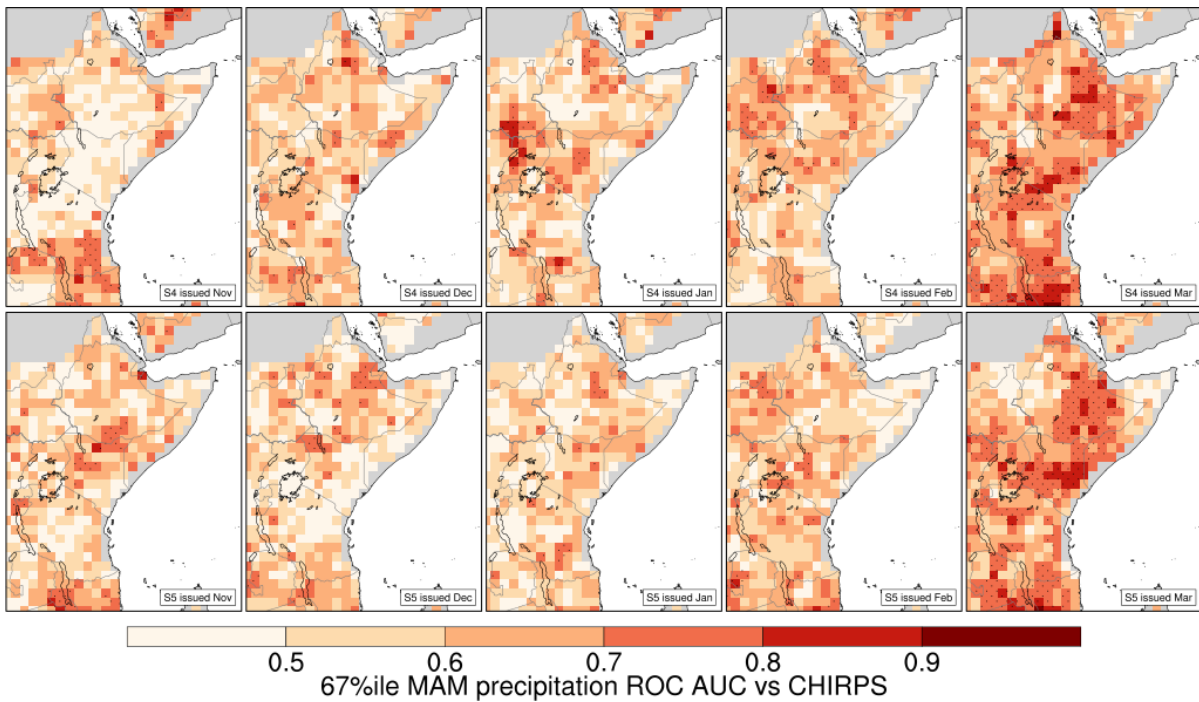 S4 issued Nov
S4 issued Dec
S4 issued Jan
S4 issued Feb
S4 issued Mar
S5 issued Nov
S5 issued Dec
S5 issued Jan
S5 issued Feb
S5 issued Mar
0.5 0.6 0.7 0.8 0.9
67%ile MAM precipitation ROC AUC vs CHIRPS